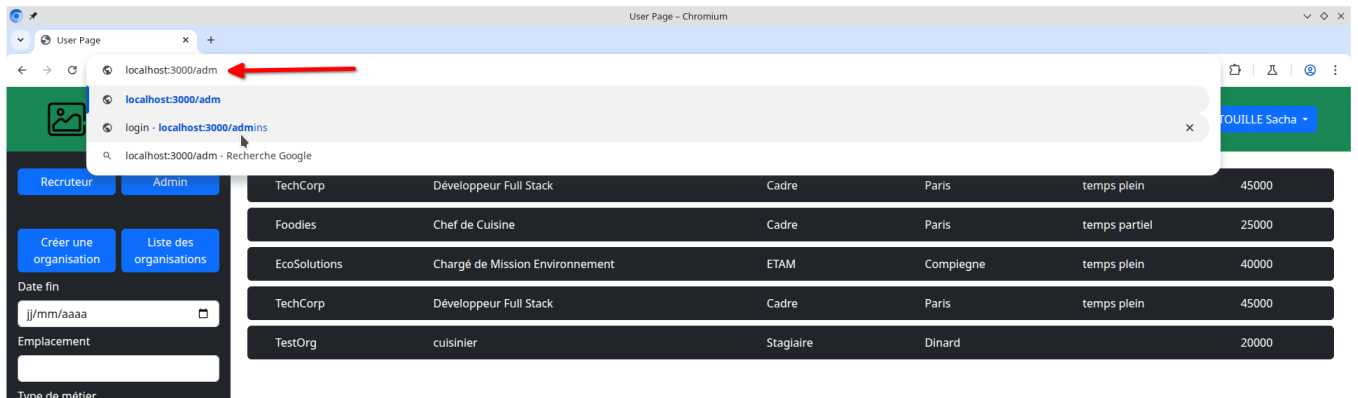 User Page – Chromium
User Page
localhost:3000/adm
localhost:3000/adm
login - localhost:3000/admins
localhost:3000/adm - Recherche Google
TOUILLE Sacha
Recruteur Admin
TechCorp Développeur Full Stack Cadre Paris temps plein 45000
Foodies Chef de Cuisine Cadre Paris temps partiel 25000
Créer une organisation Liste des organisations
EcoSolutions Chargé de Mission Environnement ETAM Compiegne temps plein 40000
Date fin
jj/mm/aaaa
TechCorp Développeur Full Stack Cadre Paris temps plein 45000
Emplacement
TestOrg cuisinier Stagiaire Dinard 20000
Type de métier